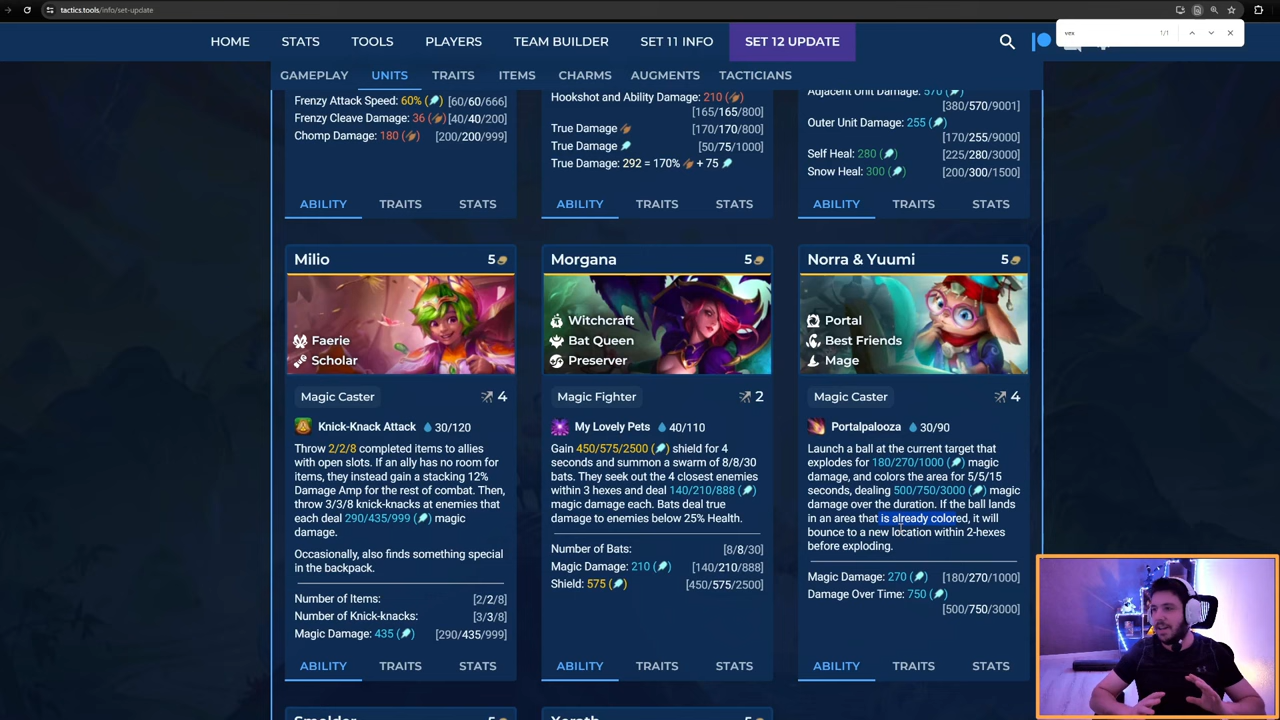 tactics.tools/info/set-update
vex
1/1
HOME
STATS
TOOLS
PLAYERS
TEAM BUILDER
SET 11 INFO
SET 12 UPDATE
GAMEPLAY
UNITS
TRAITS
ITEMS
CHARMS
AUGMENTS
TACTICIANS
Frenzy Attack Speed: 60% [60/60/666]
Frenzy Cleave Damage: 36 [40/40/200]
Chomp Damage: 180 [200/200/999]
ABILITY TRAITS STATS
Hookshot and Ability Damage: 210
[165/165/800]
True Damage [170/170/800]
True Damage [50/75/1000]
True Damage: 292 = 170% + 75
ABILITY TRAITS STATS
Adjacent Unit Damage: 570
[380/570/9001]
Outer Unit Damage: 255
[170/255/9000]
Self Heal: 280 [225/280/3000]
Snow Heal: 300 [200/300/1500]
ABILITY TRAITS STATS
Milio 5
Faerie
Scholar
Magic Caster 4
Knick-Knack Attack 30/120
Throw 2/2/8 completed items to allies
with open slots. If an ally has no room for
items, they instead gain a stacking 12%
Damage Amp for the rest of combat. Then,
throw 3/3/8 knick-knacks at enemies that
each deal 290/435/999 magic
damage.
Occasionally, also finds something special
in the backpack.
Number of Items: [2/2/8]
Number of Knick-knacks: [3/3/8]
Magic Damage: 435 [290/435/999]
ABILITY TRAITS STATS
Morgana 5
Witchcraft
Bat Queen
Preserver
Magic Fighter 2
My Lovely Pets 40/110
Gain 450/575/2500 shield for 4
seconds and summon a swarm of 8/8/30
bats. They seek out the 4 closest enemies
within 3 hexes and deal 140/210/888
magic damage each. Bats deal true
damage to enemies below 25% Health.
Number of Bats: [8/8/30]
Magic Damage: 210 [140/210/888]
Shield: 575 [450/575/2500]
ABILITY TRAITS STATS
Norra & Yuumi 5
Portal
Best Friends
Mage
Magic Caster 4
Portalpalooza 30/90
Launch a ball at the current target that
explodes for 180/270/1000 magic
damage, and colors the area for 5/5/15
seconds, dealing 500/750/3000 magic
damage over the duration. If the ball lands
in an area that is already colored, it will
bounce to a new location within 2-hexes
before exploding.
Magic Damage: 270 [180/270/1000]
Damage Over Time: 750
[500/750/3000]
ABILITY TRAITS STATS
Smolder 5
Xerath 5
5